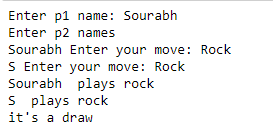 Enter p1 name: Sourabh
Enter p2 names
Sourabh Enter your move: Rock
S Enter your move: Rock
Sourabh  plays rock
S  plays rock
it's a draw